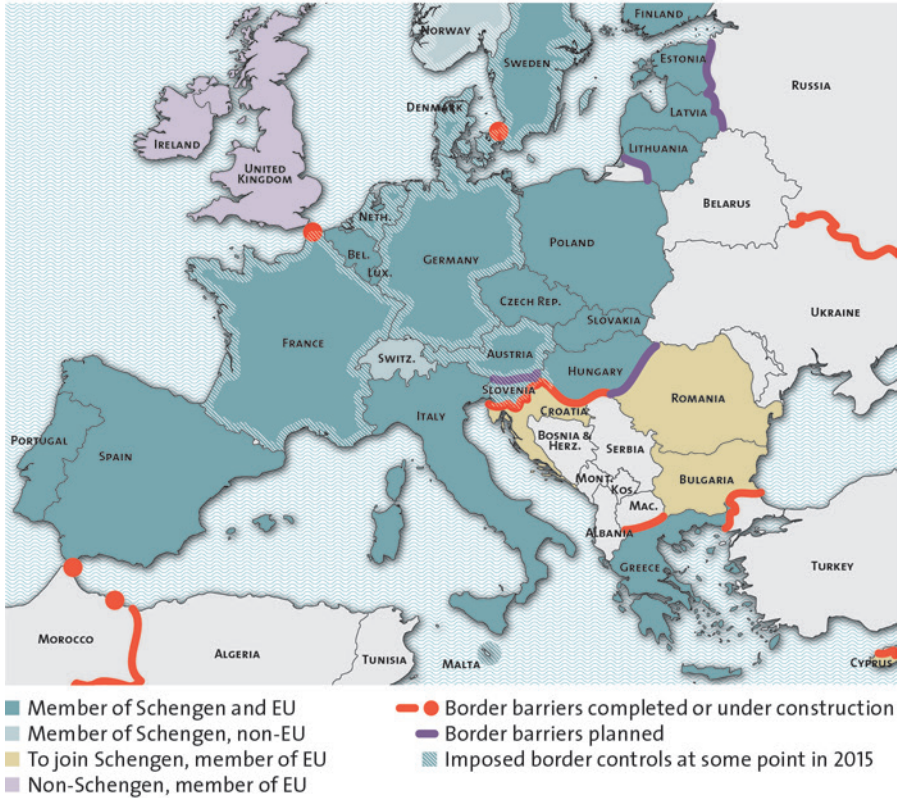 FINLAND
NORWAY
SWEDEN
ESTONIA
RUSSIA
DENMARK
LATVIA
LITHUANIA
IRELAND
UNITED
KINGDOM
BELARUS
NETH.
POLAND
BEL.
GERMANY
LUX.
CZECH REP.
UKRAINE
SLOVAKIA
FRANCE
AUSTRIA
SWITZ.
HUNGARY
SLOVENIA
ROMANIA
ITALY
CROATIA
PORTUGAL
SPAIN
BOSNIA &
HERZ.
SERBIA
MONT.
KOS.
BULGARIA
MAC.
ALBANIA
GREECE
TURKEY
MOROCCO
ALGERIA
TUNISIA
MALTA
CYPRUS
Member of Schengen and EU
Member of Schengen, non-EU
To join Schengen, member of EU
Non-Schengen, member of EU
Border barriers completed or under construction
Border barriers planned
Imposed border controls at some point in 2015